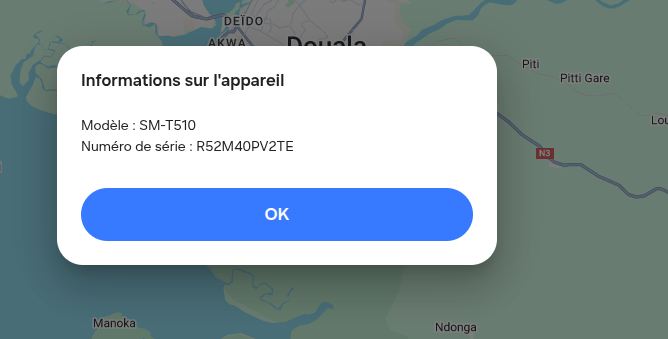 DEÏDO
AKWA
Douala
Informations sur l'appareil
Modèle : SM-T510
Numéro de série : R52M40PV2TE
OK
Piti
Pitti Gare
Lou
N3
Manoka
Ndonga